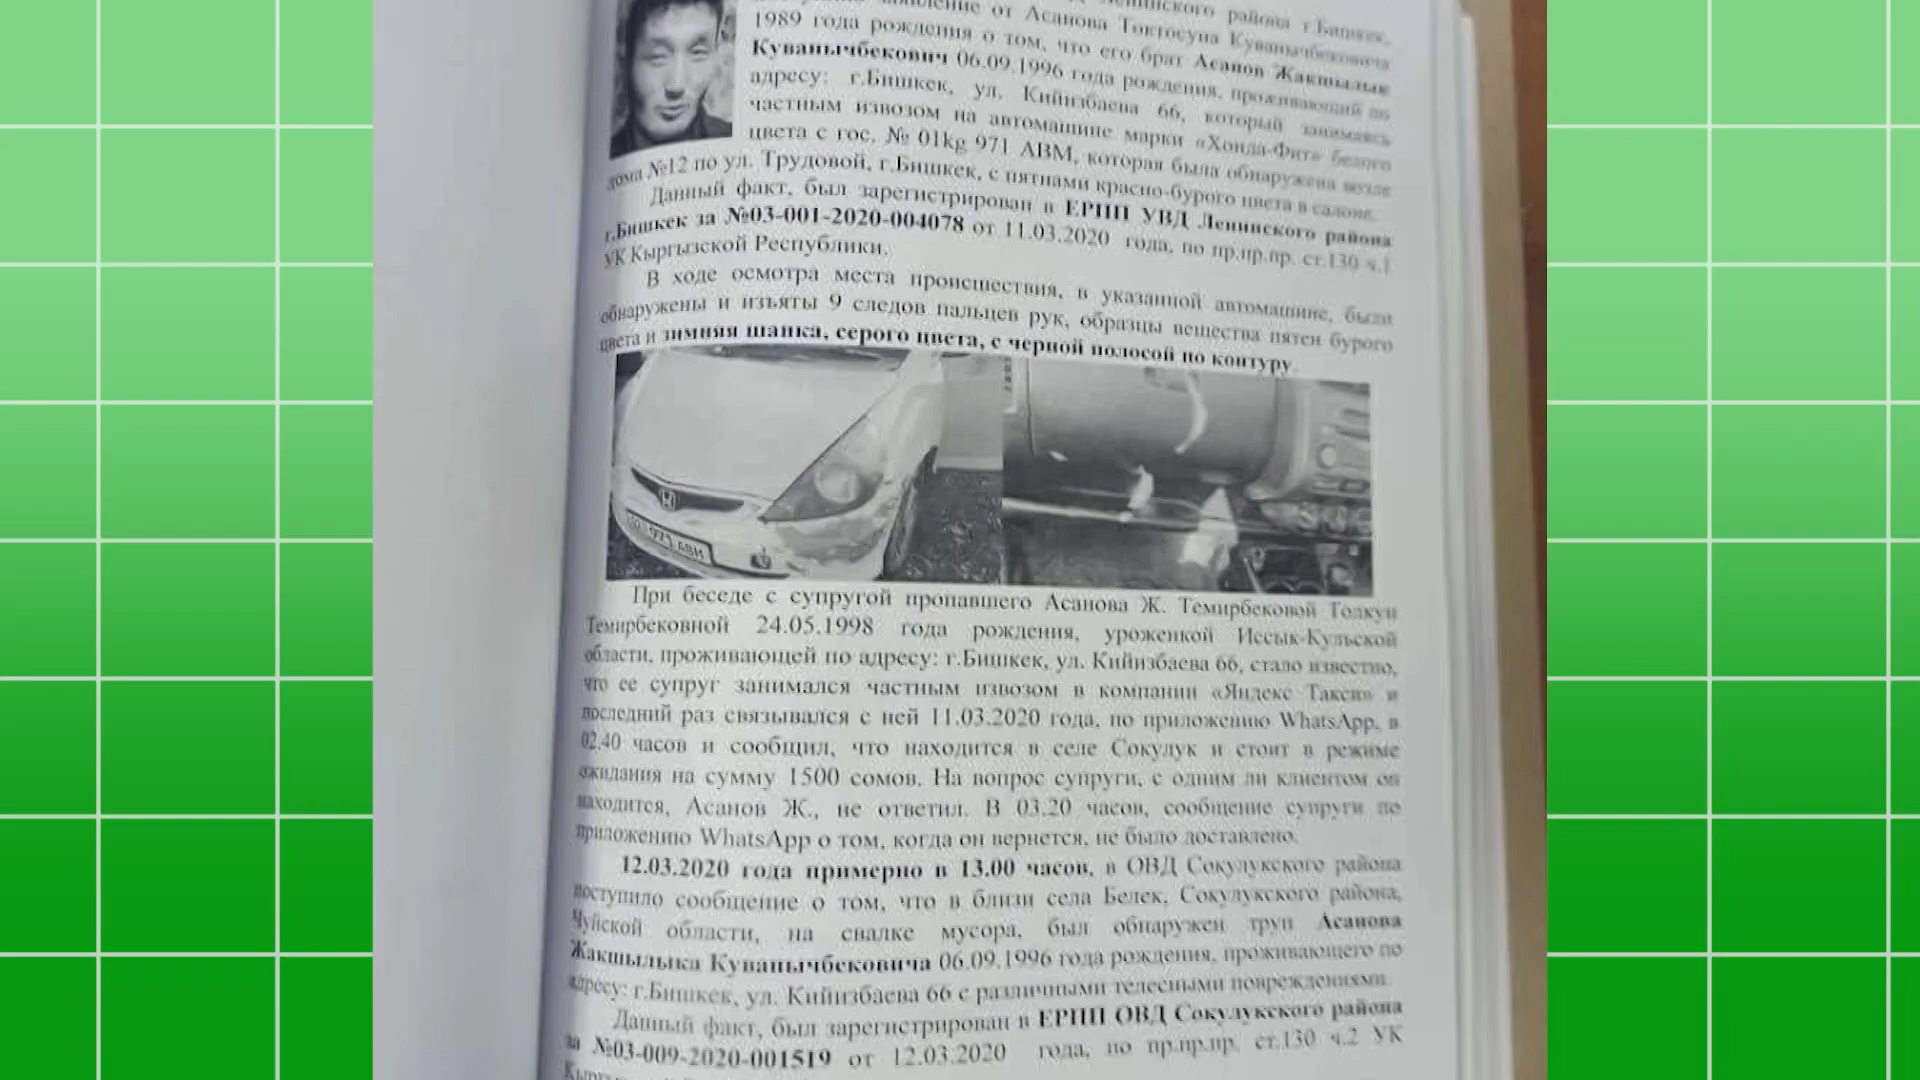 Ленинского района г.Бишкек,
от Асанова Токтосуна Куванычбековича
1989 года рождения о том, что его брат Асанов Жакшылык
Куванычбекович 06.09.1996 года рождения, проживающий по
адресу: г.Бишкек, ул. Кийизбаева 66, который занимаясь
частным извозом на автомашине марки «Хонда-Фит» белого
цвета с гос. № 01kg 971 ABM, которая была обнаружена возле
дома №12 по ул. Трудовой, г.Бишкек, с пятнами красно-бурого цвета в салоне.
Данный факт, был зарегистрирован в ЕРПП УВД Ленинского района
г.Бишкек за №03-001-2020-004078 от 11.03.2020 года, по пр.пр.пр. ст.130 ч.1
УК Кыргызской Республики.
В ходе осмотра места происшествия, в указанной автомашине, были
обнаружены и изъяты 9 следов пальцев рук, образцы вещества пятен бурого
цвета и зимняя шапка, серого цвета, с черной полосой по контуру.
При беседе с супругой пропавшего Асанова Ж. Темирбековой Толкун
Темирбековной 24.05.1998 года рождения, уроженкой Иссык-Кульской
области, проживающей по адресу: г.Бишкек, ул. Кийизбаева 66, стало известно,
что ее супруг занимался частным извозом в компании «Яндекс Такси» и
последний раз связывался с ней 11.03.2020 года, по приложению WhatsApp, в
02.40 часов и сообщил, что находится в селе Сокулук и стоит в режиме
ожидания на сумму 1500 сомов. На вопрос супруги, с одним ли клиентом он
находится, Асанов Ж., не ответил. В 03.20 часов, сообщение супруги по
приложению WhatsApp о том, когда он вернется, не было доставлено.
12.03.2020 года примерно в 13.00 часов, в ОВД Сокулукского района
поступило сообщение о том, что в близи села Белек, Сокулукского района,
Чуйской области, на свалке мусора, был обнаружен труп Асанова
Жакшылыка Куванычбековича 06.09.1996 года рождения, проживающего по
адресу: г.Бишкек, ул. Кийизбаева 66 с различными телесными повреждениями.
Данный факт, был зарегистрирован в ЕРПП ОВД Сокулукского района
за №03-009-2020-001519 от 12.03.2020 года, по пр.пр.пр. ст.130 ч.2 УК